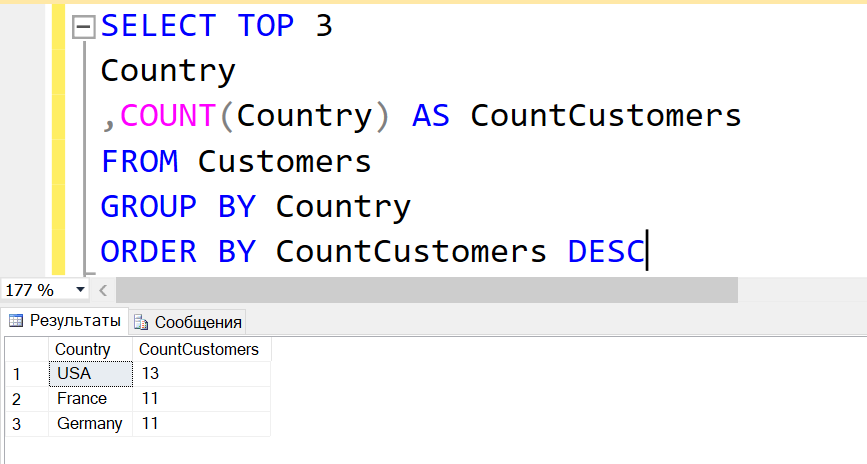 SELECT TOP 3
Country
,COUNT(Country) AS CountCustomers
FROM Customers
GROUP BY Country
ORDER BY CountCustomers DESC
177 %
Результаты Сообщения
Country CountCustomers
1 USA 13
2 France 11
3 Germany 11